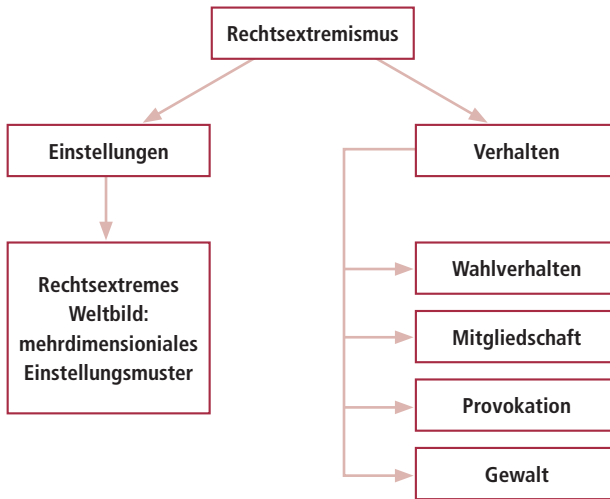 Rechtsextremismus
Einstellungen
Verhalten
Rechtsextremes
Weltbild:
mehrdimensioniales
Einstellungsmuster
Wahlverhalten
Mitgliedschaft
Provokation
Gewalt